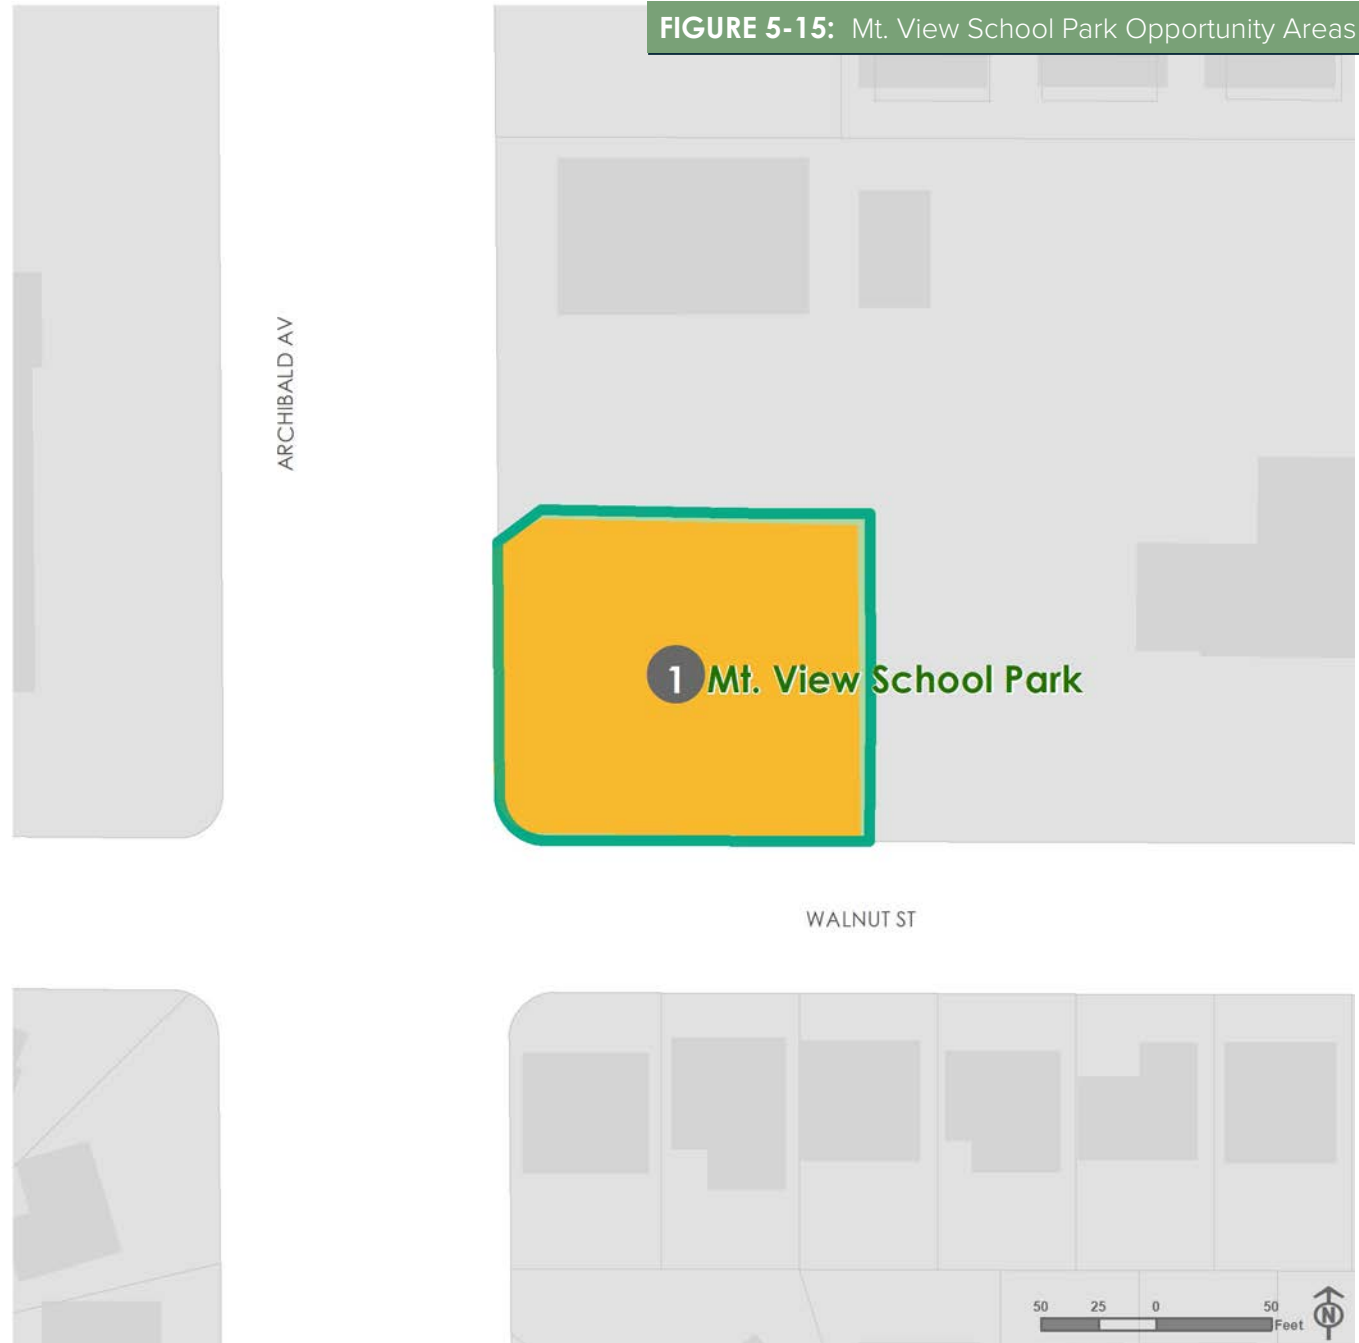 FIGURE 5-15: Mt. View School Park Opportunity Areas
ARCHIBALD AV
1 Mt. View School Park
WALNUT ST
50 25 0 50
Feet
N